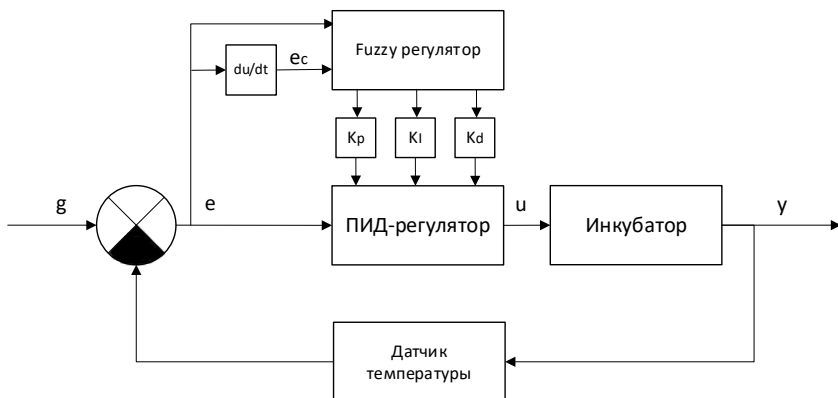 Fuzzy регулятор
du/dt
ec
Kp
KI
Kd
g
e
ПИД-регулятор
u
Инкубатор
y
Датчик
температуры